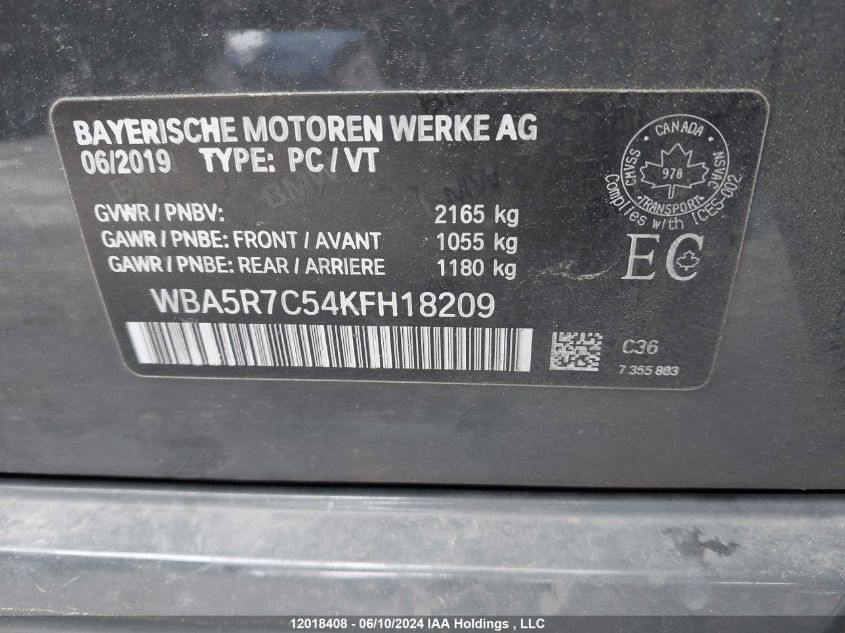 BAYERISCHE MOTOREN WERKE AG
06/2019 TYPE: PC / VT
GVWR / PNBV: 2165 kg
GAWR / PNBE: FRONT / AVANT 1055 kg
GAWR / PNBE: REAR / ARRIERE 1180 kg
WBA5R7C54KFH18209
CANADA
CMVSS
NSVAC
978
TRANSPORT
Complies with ICES-002
EC
C36
7 355 883
BMW
12018408 - 06/10/2024 IAA Holdings , LLC